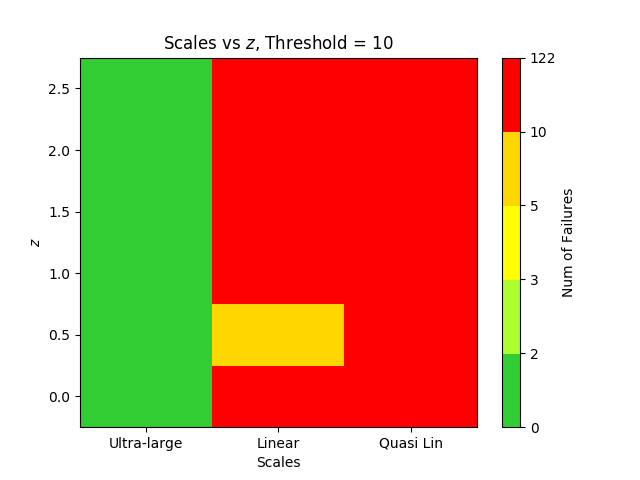 Scales vs z, Threshold = 10
2.5
2.0
1.5
1.0
0.5
0.0
z
Ultra-large
Linear
Quasi Lin
Scales
122
10
5
3
2
0
Num of Failures